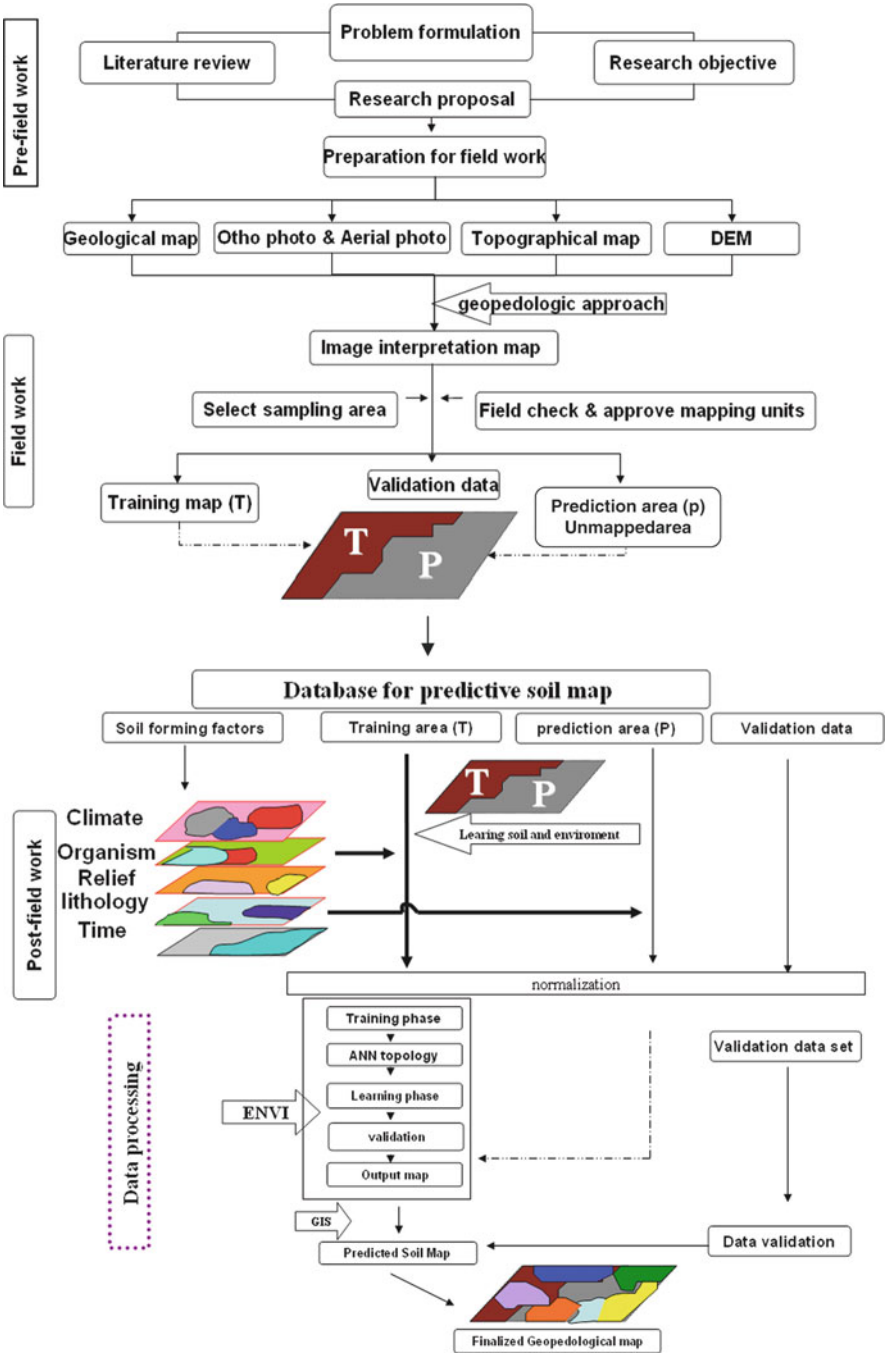 Pre-field work
Problem formulation
Literature review
Research objective
Research proposal
Preparation for field work
Geological map
Otho photo & Aerial photo
Topographical map
DEM
geopedologic approach
Field work
Image interpretation map
Select sampling area
Field check & approve mapping units
Training map (T)
Validation data
Prediction area (p)
Unmappedarea
T
P
Database for predictive soil map
Soil forming factors
Training area (T)
prediction area (P)
Validation data
T
P
Post-field work
Climate
Organism
Relief
lithology
Time
Learing soil and enviroment
normalization
Data processing
Training phase
ANN topology
Learning phase
validation
Output map
ENVI
Validation data set
GIS
Predicted Soil Map
Data validation
Finalized Geopedological map